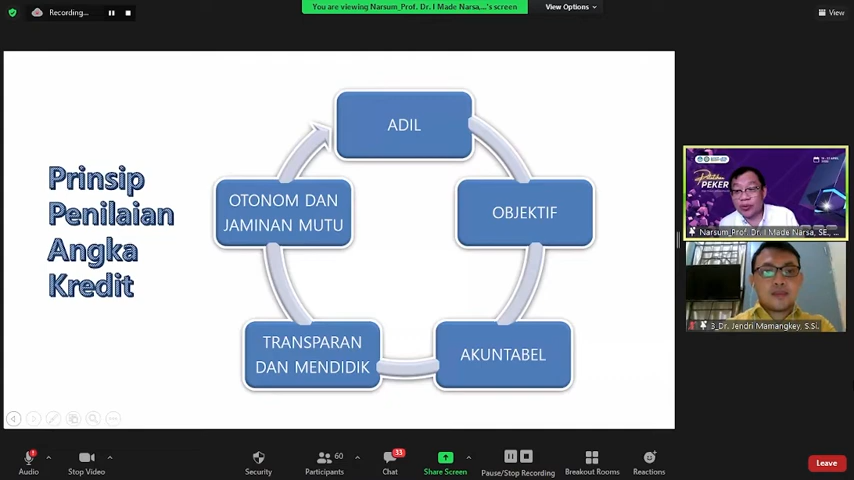 Recording...
You are viewing Narsum_Prof. Dr. I Made Narsa,...'s screen
View Options
View
Prinsip
Penilaian
Angka
Kredit
ADIL
OBJEKTIF
AKUNTABEL
TRANSPARAN
DAN MENDIDIK
OTONOM DAN
JAMINAN MUTU
PEKER
Narsum_Prof. Dr. I Made Narsa, SE., ...
3_Dr. Jendri Mamangkey, S.Si.
Audio
Stop Video
Security
60
Participants
33
Chat
Share Screen
Pause/Stop Recording
Breakout Rooms
Reactions
Leave